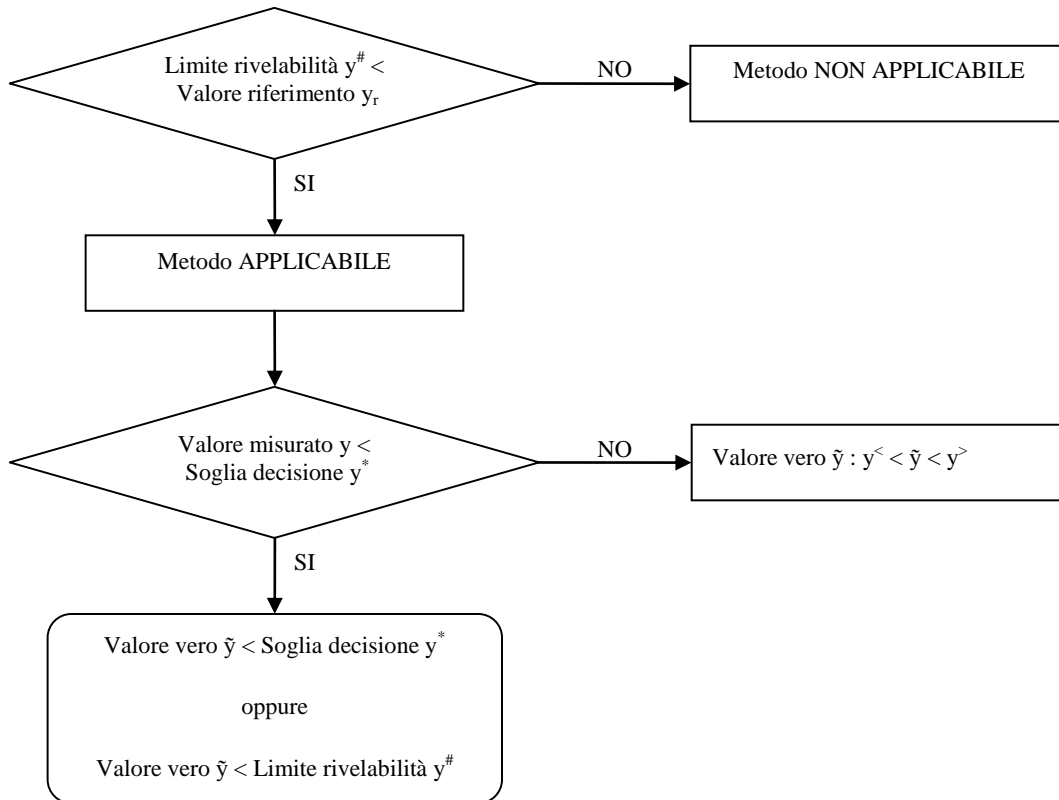 Limite rivelabilità y# <
Valore riferimento yr
NO
Metodo NON APPLICABILE
SI
Metodo APPLICABILE
Valore misurato y <
Soglia decisione y*
NO
Valore vero ỹ : y< < ỹ < y>
SI
Valore vero ỹ < Soglia decisione y*
oppure
Valore vero ỹ < Limite rivelabilità y#